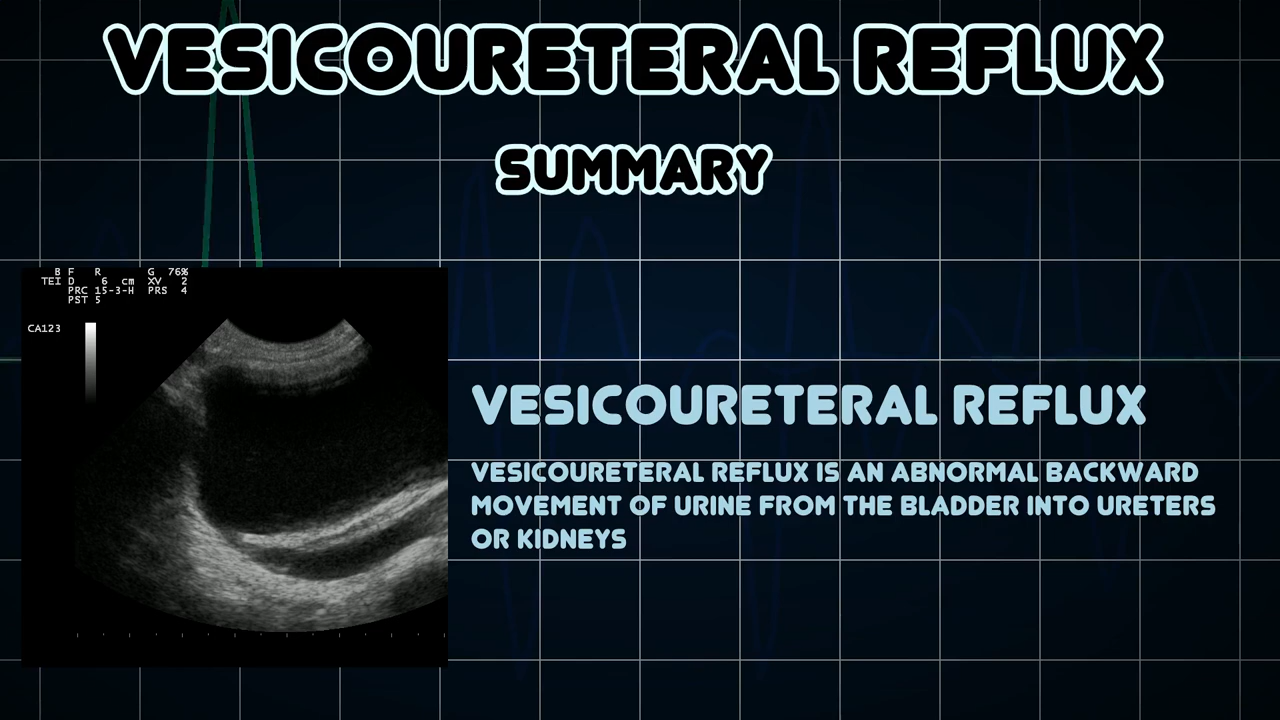 VESICOURETERAL REFLUX
SUMMARY
B F R G 76%
TEI D 6 cm XV 2
PRC 15-3-H PRS 4
PST 5
CA123
VESICOURETERAL REFLUX
VESICOURETERAL REFLUX IS AN ABNORMAL BACKWARD
MOVEMENT OF URINE FROM THE BLADDER INTO URETERS
OR KIDNEYS